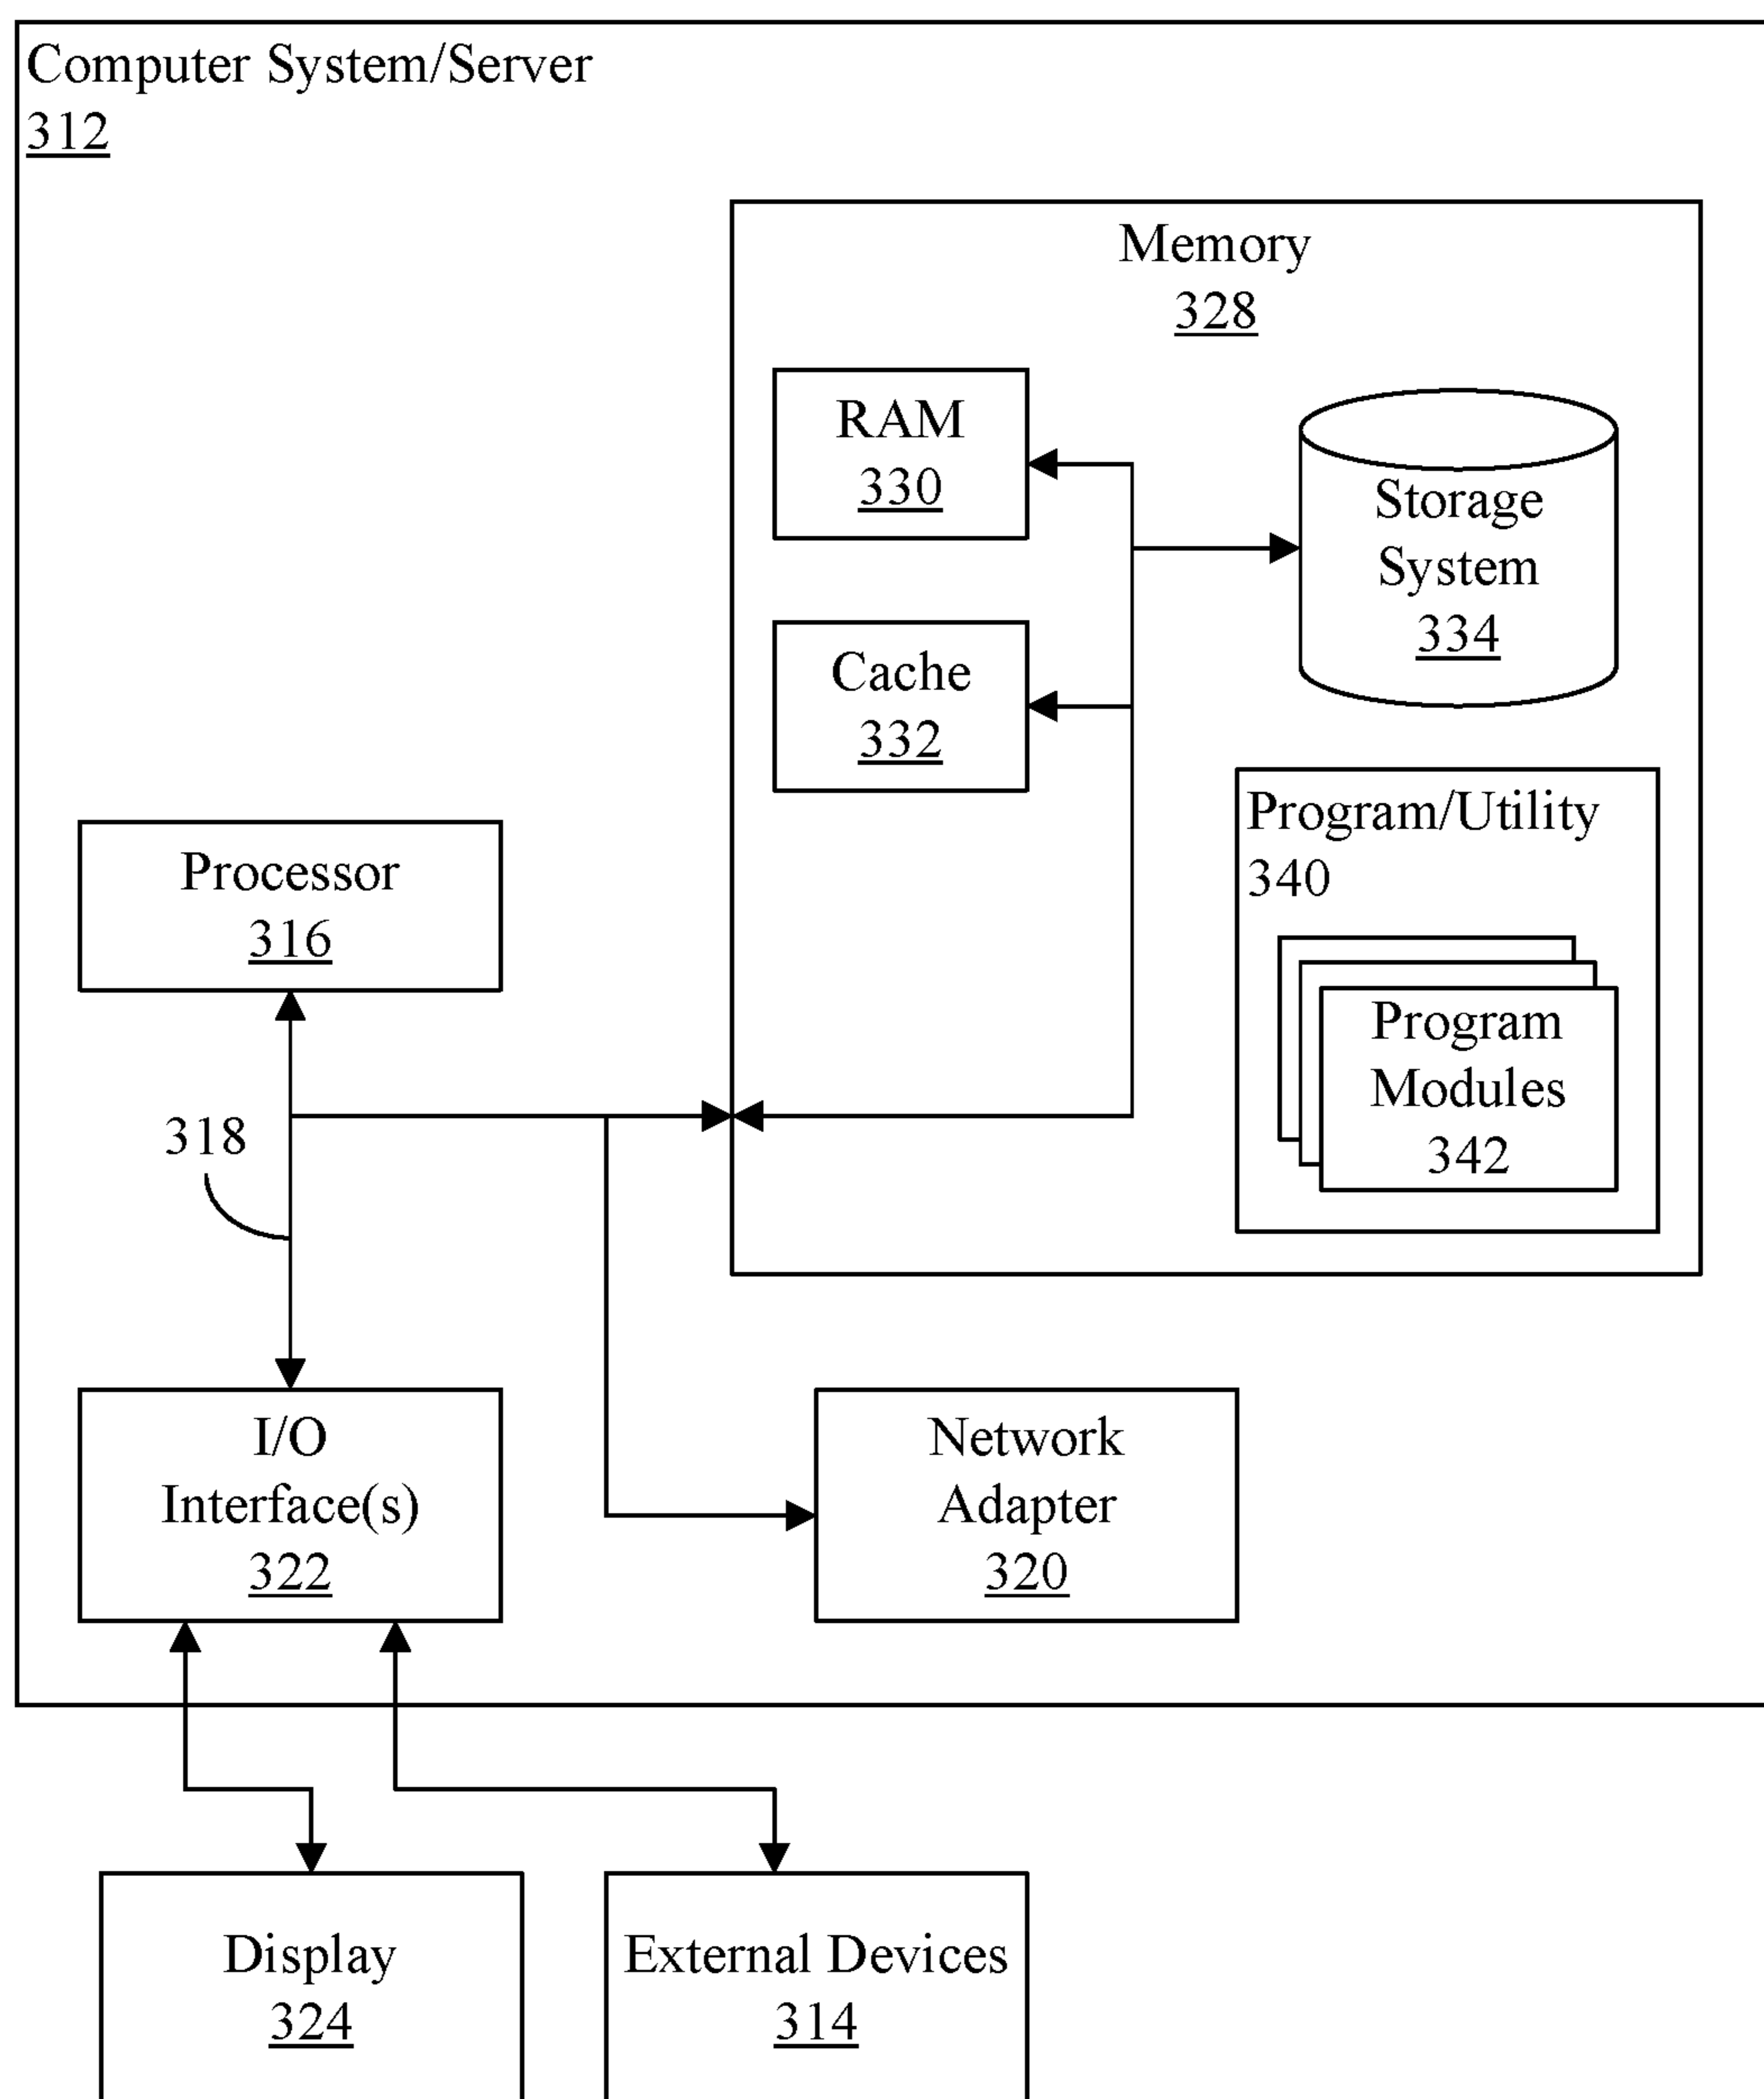 Computer System/Server
312
Memory
328
RAM
330
Storage
System
334
Cache
332
Program/Utility
340
Processor
316
Program
Modules
342
318
I/O
Interface(s)
322
Network
Adapter
320
Display
324
External Devices
314